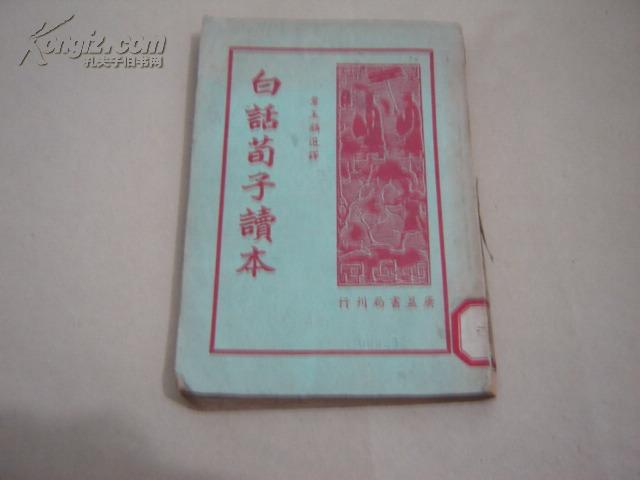 Kongfz.com
孔夫子旧书网
白話荀子讀本
葉玉麟選譯
廣益書局刋行